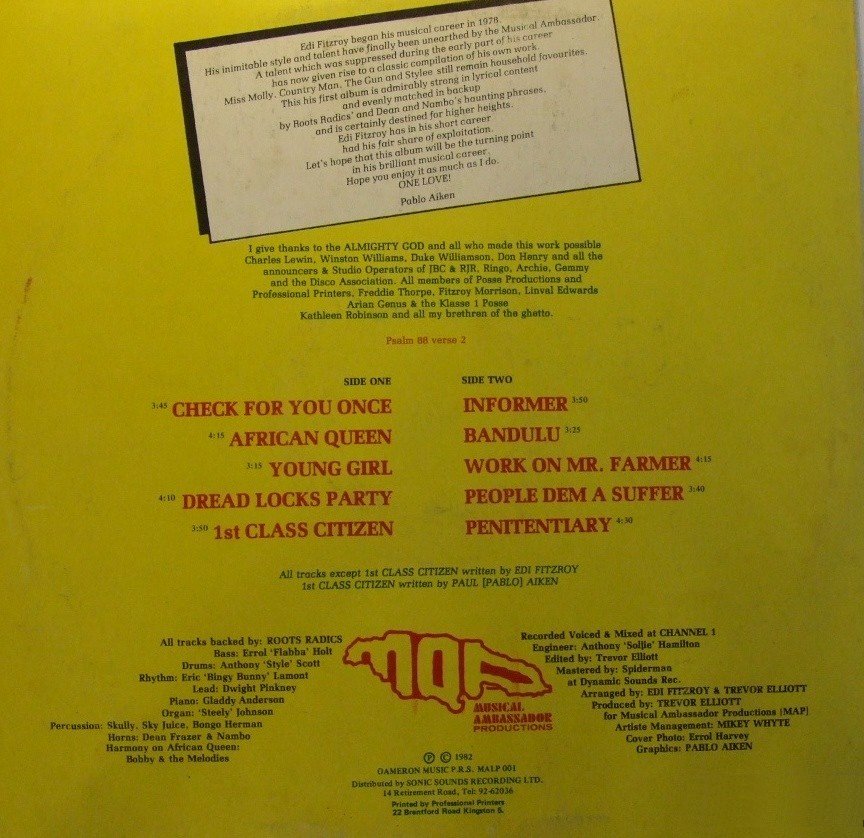 Edi Fitzroy began his musical career in 1978.
His inimitable style and talent have finally been unearthed by the Musical Ambassador.
A talent which was suppressed during the early part of his career
has now given rise to a classic compilation of his own work.
Miss Molly, Country Man, The Gun and Stylee still remain household favourites.
This his first album is admirably strong in lyrical content
and evenly matched in backup
by Roots Radics' and Dean and Nambo's haunting phrases,
and is certainly destined for higher heights.
Edi Fitzroy has in his short career
had his fair share of exploitation.
Let's hope that this album will be the turning point
in his brilliant musical career.
Hope you enjoy it as much as I do.
ONE LOVE!
Pablo Aiken
I give thanks to the ALMIGHTY GOD and all who made this work possible
Charles Lewin, Winston Williams, Duke Williamson, Don Henry and all the
announcers & Studio Operators of JBC & RJR, Ringo, Archie, Gemmy
and the Disco Association. All members of Posse Productions and
Professional Printers, Freddie Thorpe, Fitzroy Morrison, Linval Edwards
Arian Genus & the Klasse 1 Posse
Kathleen Robinson and all my brethren of the ghetto.
Psalm 68 verse 2
SIDE ONE
3:45 CHECK FOR YOU ONCE
4:15 AFRICAN QUEEN
3:15 YOUNG GIRL
4:10 DREAD LOCKS PARTY
3:50 1st CLASS CITIZEN
SIDE TWO
INFORMER 3:50
BANDULU 3:25
WORK ON MR. FARMER 4:15
PEOPLE DEM A SUFFER 3:40
PENITENTIARY 4:30
All tracks except 1st CLASS CITIZEN written by EDI FITZROY
1st CLASS CITIZEN written by PAUL [PABLO] AIKEN
All tracks backed by: ROOTS RADICS
Bass: Errol 'Flabba' Holt
Drums: Anthony 'Style' Scott
Rhythm: Eric 'Bingy Bunny' Lamont
Lead: Dwight Pinkney
Piano: Gladdy Anderson
Organ: 'Steely' Johnson
Percussion: Skully, Sky Juice, Bongo Herman
Horns: Dean Frazer & Nambo
Harmony on African Queen:
Bobby & the Melodies
MAP
MUSICAL
AMBASSADOR
PRODUCTIONS
Recorded Voiced & Mixed at CHANNEL 1
Engineer: Anthony 'Soljie' Hamilton
Edited by: Trevor Elliott
Mastered by: Spiderman
at Dynamic Sounds Rec.
Arranged by: EDI FITZROY & TREVOR ELLIOTT
Produced by: TREVOR ELLIOTT
for Musical Ambassador Productions [MAP]
Artiste Management: MIKEY WHYTE
Cover Photo: Errol Harvey
Graphics: PABLO AIKEN
Ⓟ © 1982
DAMERON MUSIC P.R.S. MALP 001
Distributed by SONIC SOUNDS RECORDING LTD.
14 Retirement Road, Tel: 92-62036
Printed by Professional Printers
22 Brentford Road Kingston 5.